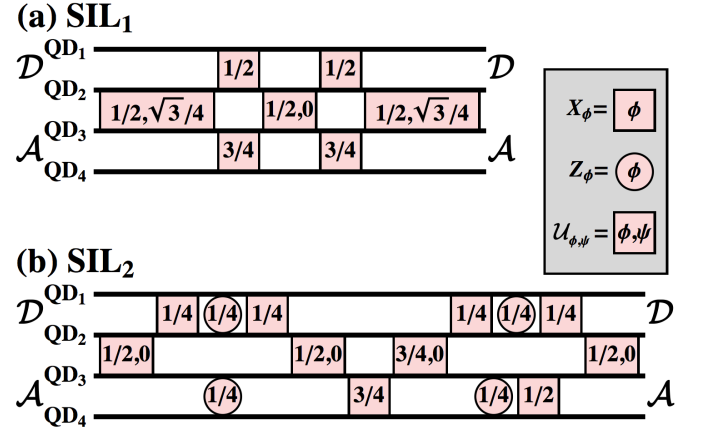 (a) SIL₁
QD₁
𝒟 1/2 1/2 𝒟
QD₂
1/2,√3/4 1/2,0 1/2,√3/4
QD₃
𝒜 3/4 3/4 𝒜
QD₄
X_ϕ= ϕ
Z_ϕ= ϕ
𝒰_ϕ,ψ = ϕ,ψ
(b) SIL₂
QD₁
𝒟 1/4 1/4 1/4 1/4 1/4 1/4 𝒟
QD₂
1/2,0 1/2,0 3/4,0 1/2,0
QD₃
𝒜 1/4 3/4 1/4 1/2 𝒜
QD₄